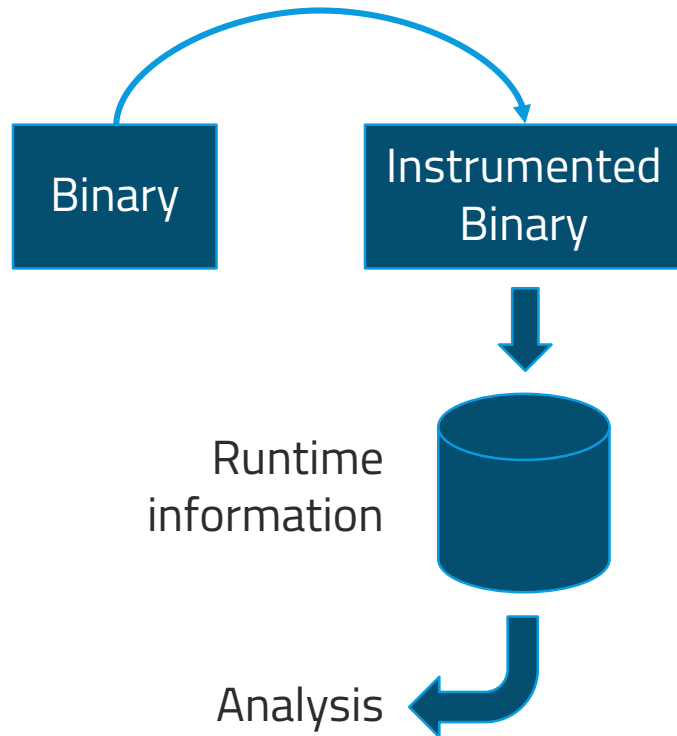 Binary
Instrumented
Binary
Runtime
information
Analysis